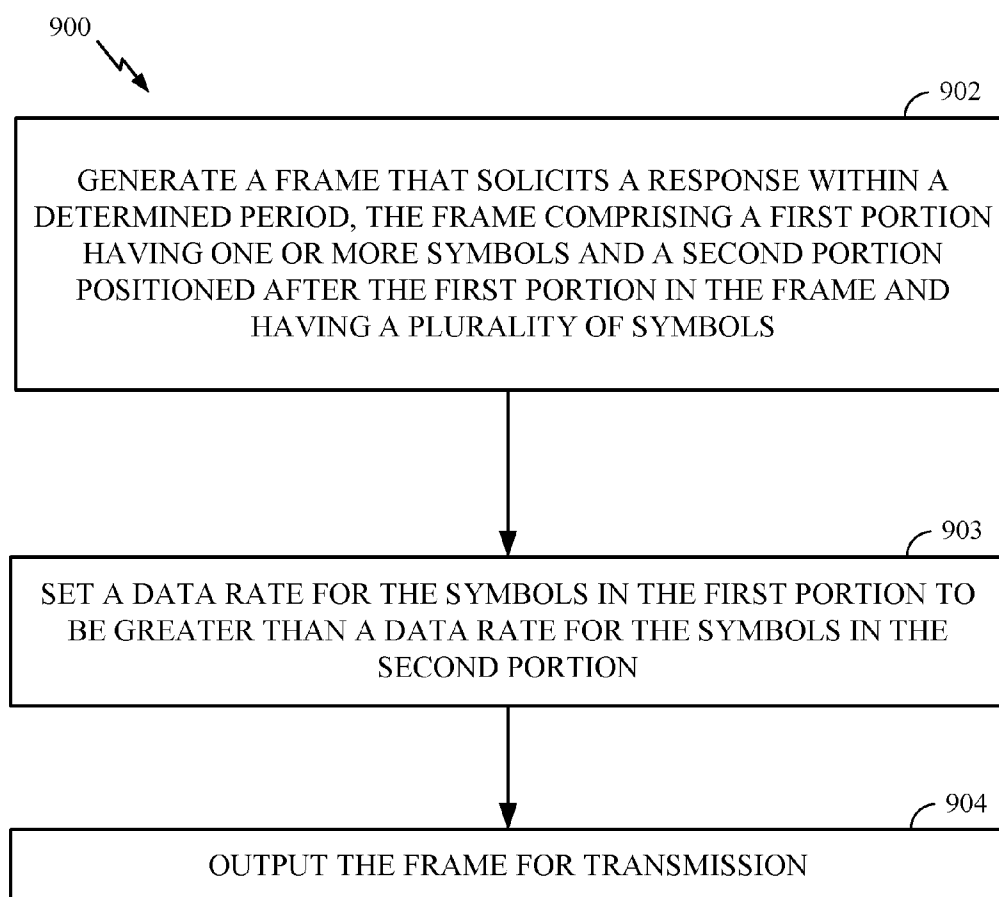 900
902
GENERATE A FRAME THAT SOLICITS A RESPONSE WITHIN A
DETERMINED PERIOD, THE FRAME COMPRISING A FIRST PORTION
HAVING ONE OR MORE SYMBOLS AND A SECOND PORTION
POSITIONED AFTER THE FIRST PORTION IN THE FRAME AND
HAVING A PLURALITY OF SYMBOLS
903
SET A DATA RATE FOR THE SYMBOLS IN THE FIRST PORTION TO
BE GREATER THAN A DATA RATE FOR THE SYMBOLS IN THE
SECOND PORTION
904
OUTPUT THE FRAME FOR TRANSMISSION